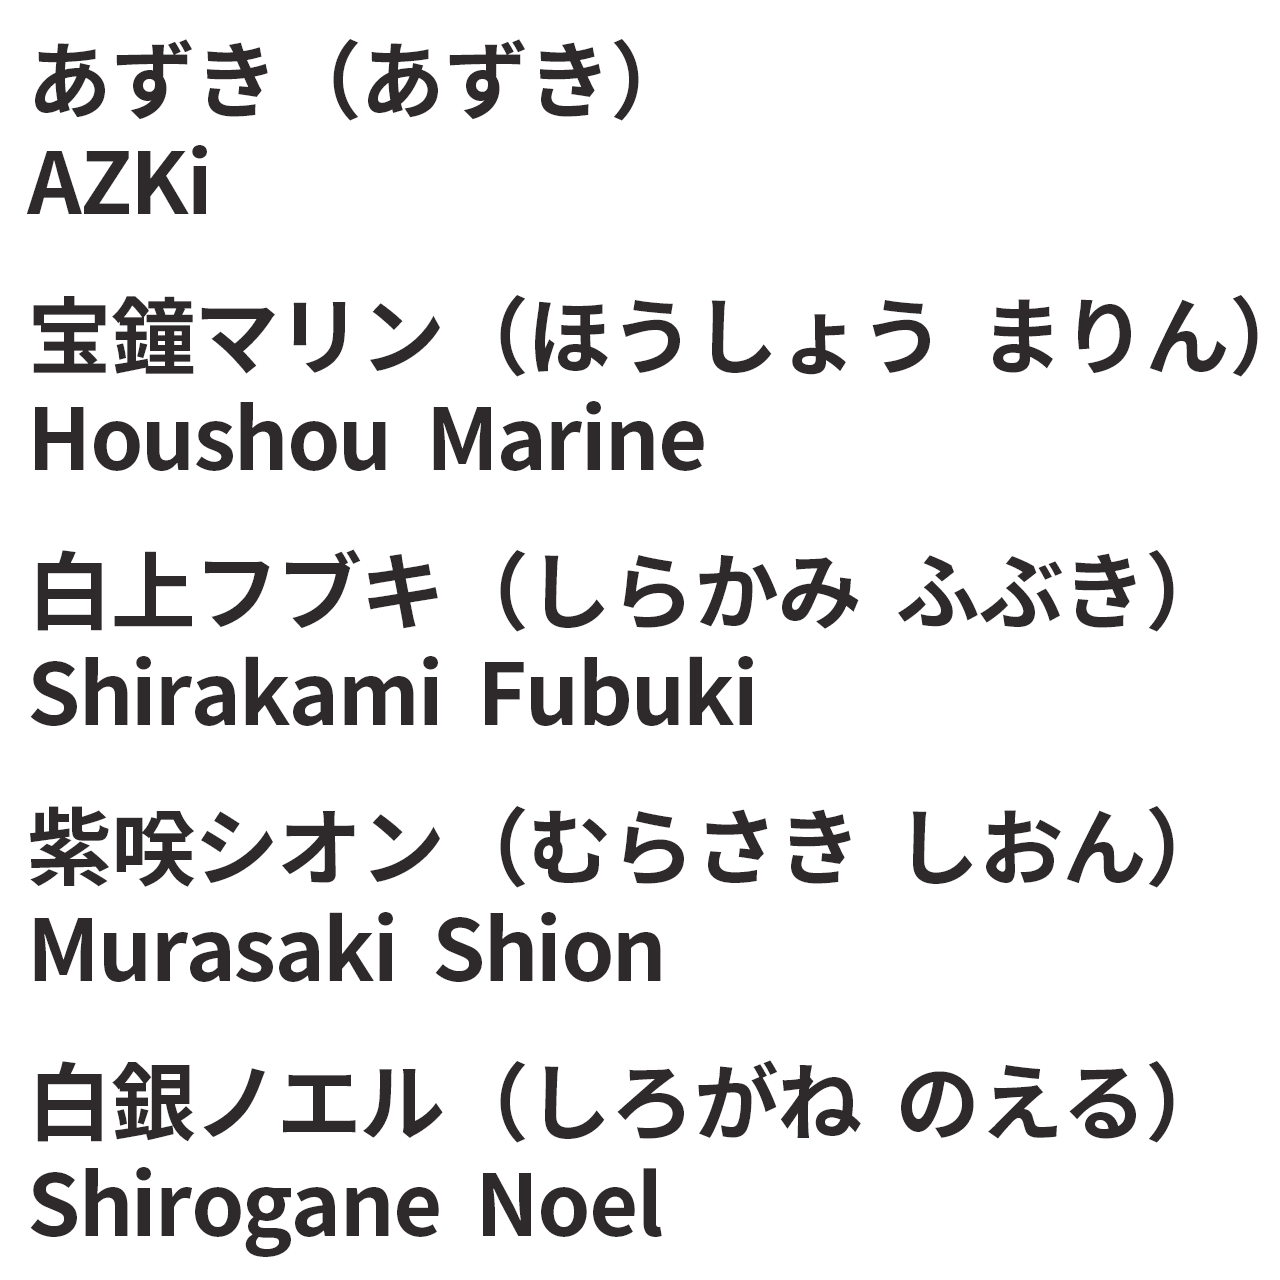 あずき（あずき）
AZKi
宝鐘マリン（ほうしょう まりん）
Houshou Marine
白上フブキ（しらかみ ふぶき）
Shirakami Fubuki
紫咲シオン（むらさき しおん）
Murasaki Shion
白銀ノエル（しろがね のえる）
Shirogane Noel